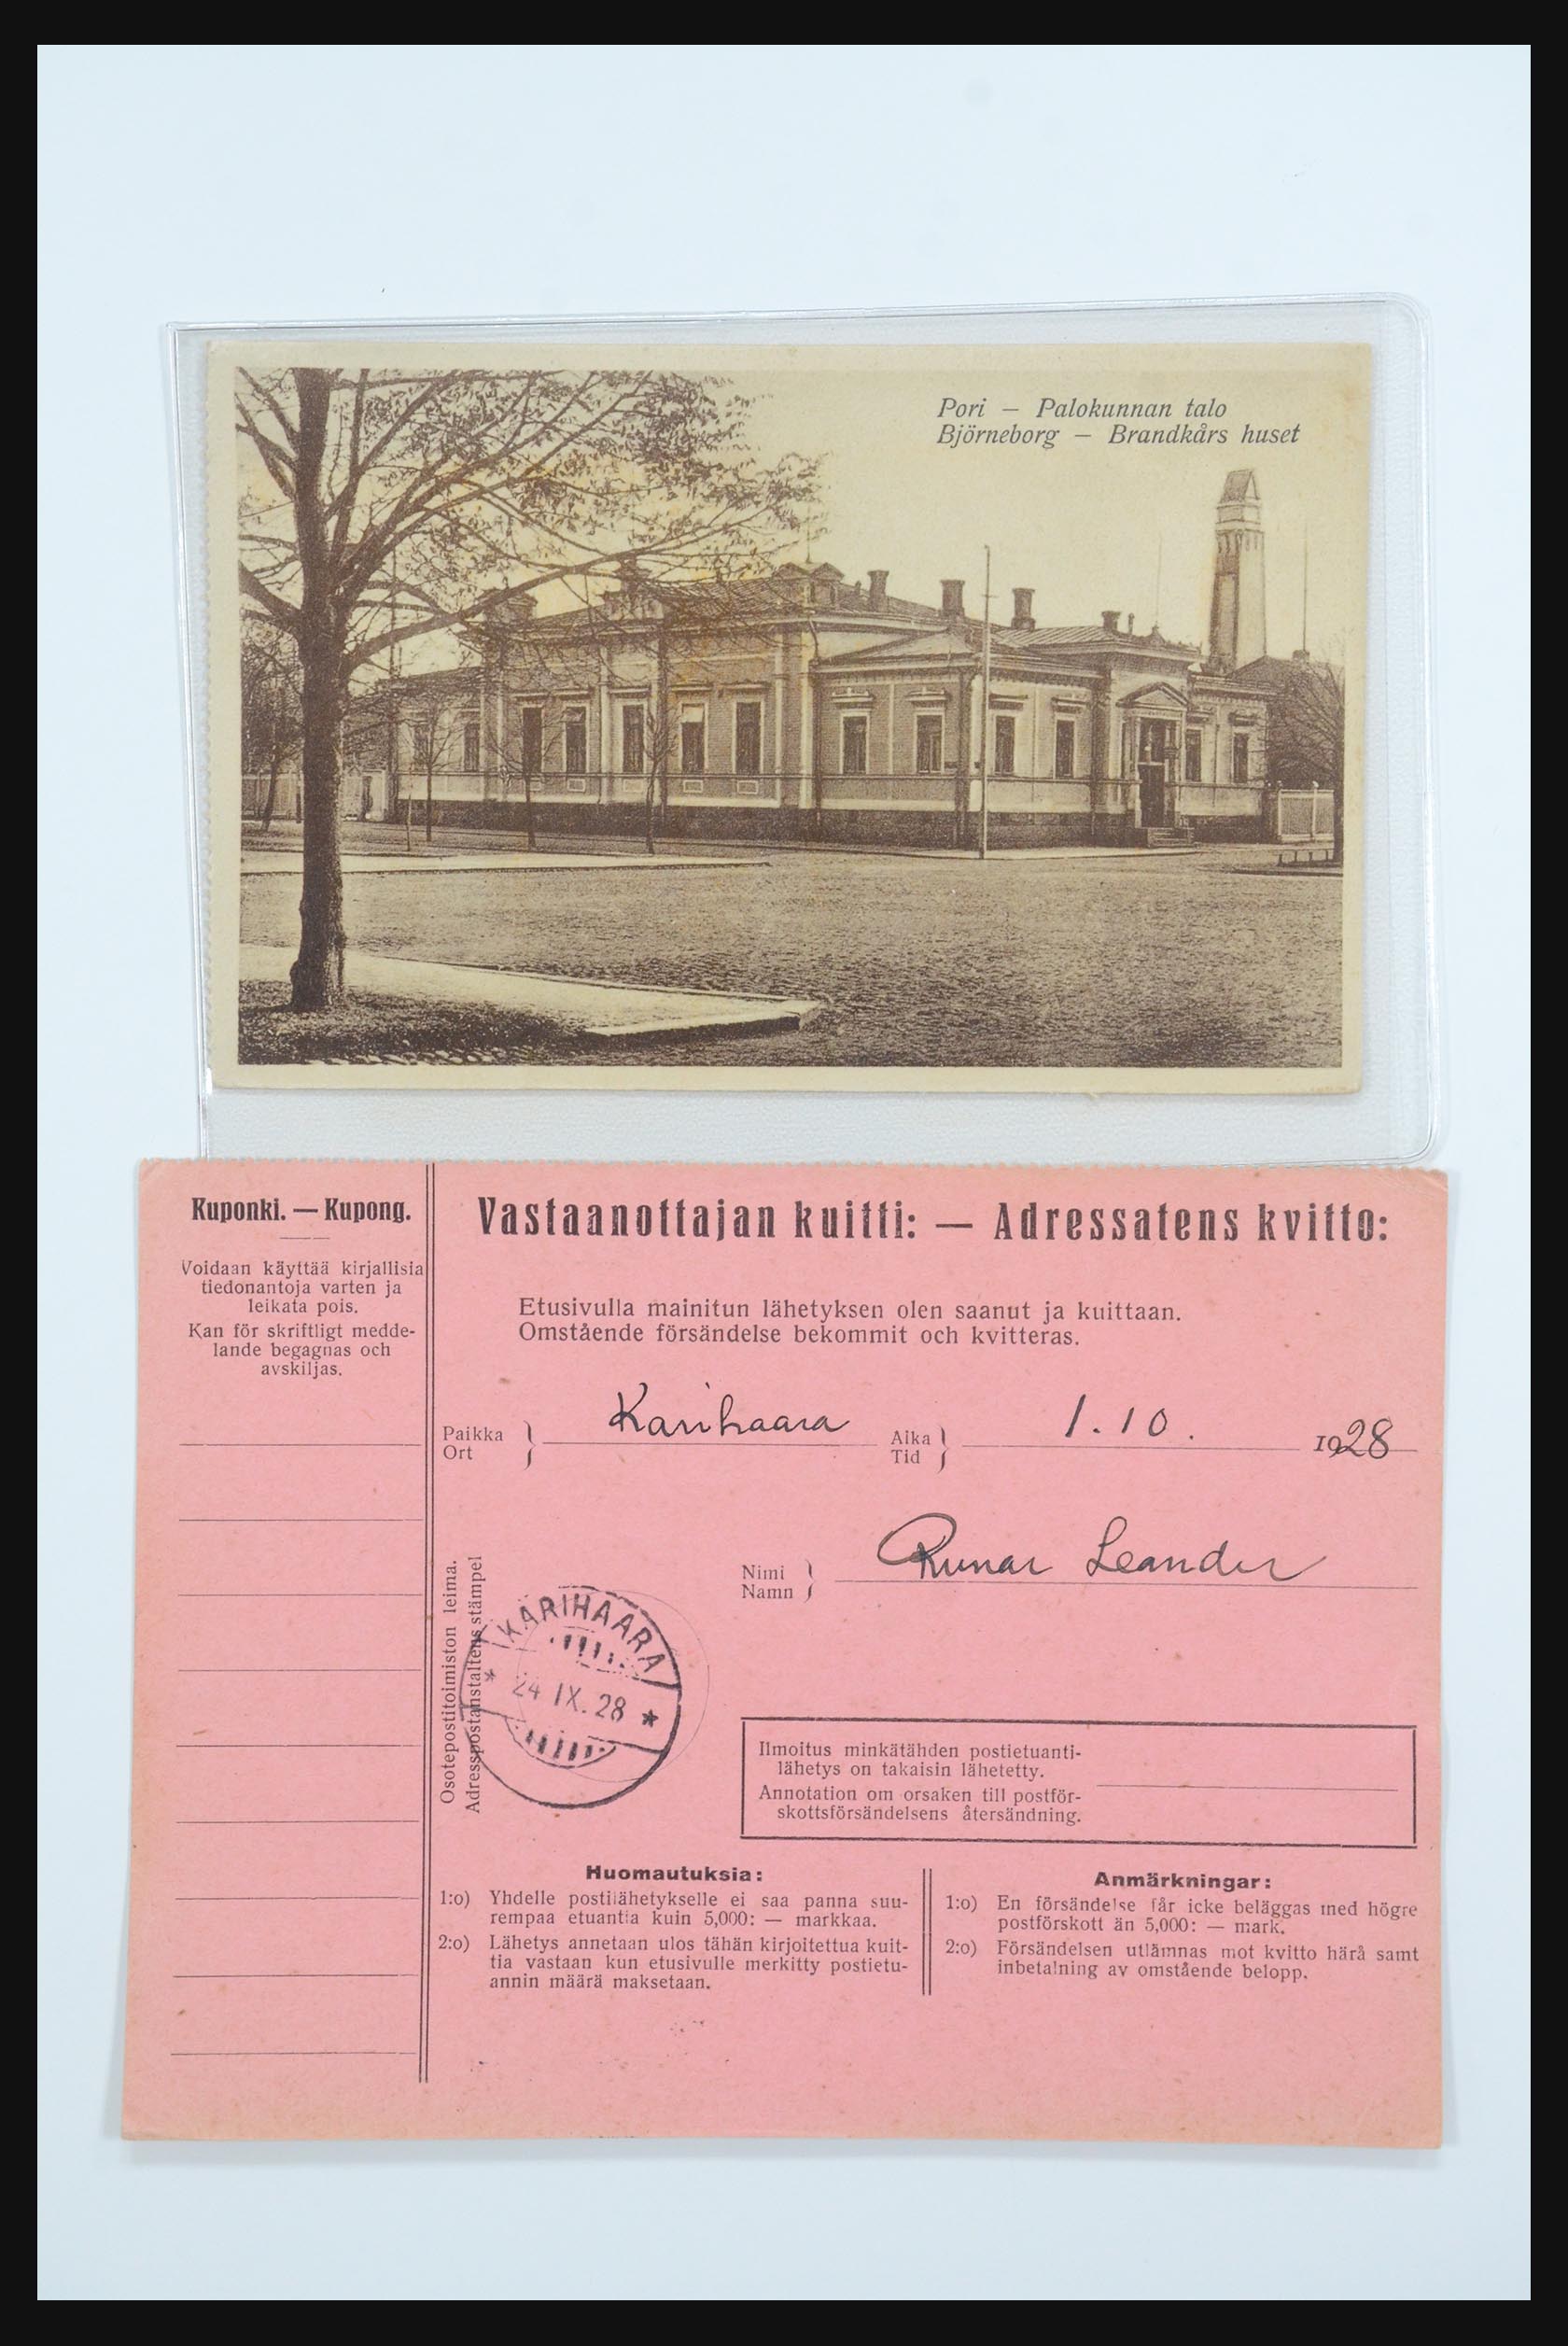 Pori — Palokunnan talo
Björneborg — Brandkårs huset
Kuponki. — Kupong.
Voidaan käyttää kirjallisia
tiedonantoja varten ja
leikata pois.
Kan för skriftligt medde-
lande begagnas och
avskiljas.
Vastaanottajan kuitti: — Adressatens kvitto:
Etusivulla mainitun lähetyksen olen saanut ja kuittaan.
Omstående försändelse bekommit och kvitteras.
Paikka
Ort
Karihaara
Aika
Tid
1.10.
1928
Nimi
Namn
Runar Leander
Osotepostitoimiston leima.
Adresspostanstaltens stämpel
KARIHAARA
* 24 IX. 28 *
Ilmoitus minkätähden postietuanti-
lähetys on takaisin lähetetty.
Annotation om orsaken till postför-
skottsförsändelsens återsändning.
Huomautuksia:
1:o) Yhdelle postilähetykselle ei saa panna suu-
rempaa etuantia kuin 5,000: — markkaa.
2:o) Lähetys annetaan ulos tähän kirjoitettua kuit-
tia vastaan kun etusivulle merkitty postietu-
annin määrä maksetaan.
Anmärkningar:
1:o) En försändelse får icke beläggas med högre
postförskott än 5,000: — mark.
2:o) Försändelsen utlämnas mot kvitto härå samt
inbetalning av omstående belopp.